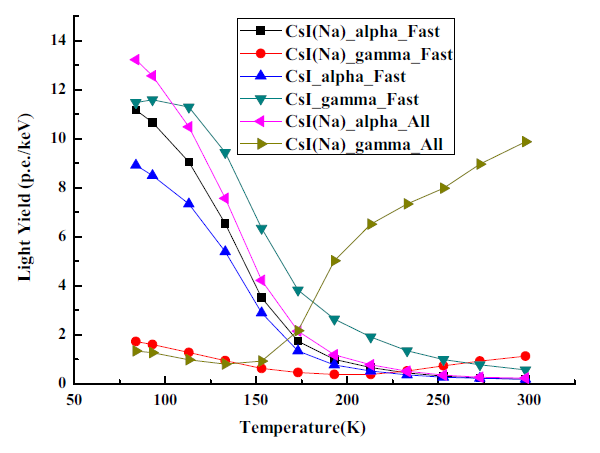 14
12
10
8
6
4
2
0
Light Yield (p.e./keV)
CsI(Na)_alpha_Fast
CsI(Na)_gamma_Fast
CsI_alpha_Fast
CsI_gamma_Fast
CsI(Na)_alpha_All
CsI(Na)_gamma_All
50 100 150 200 250 300
Temperature(K)